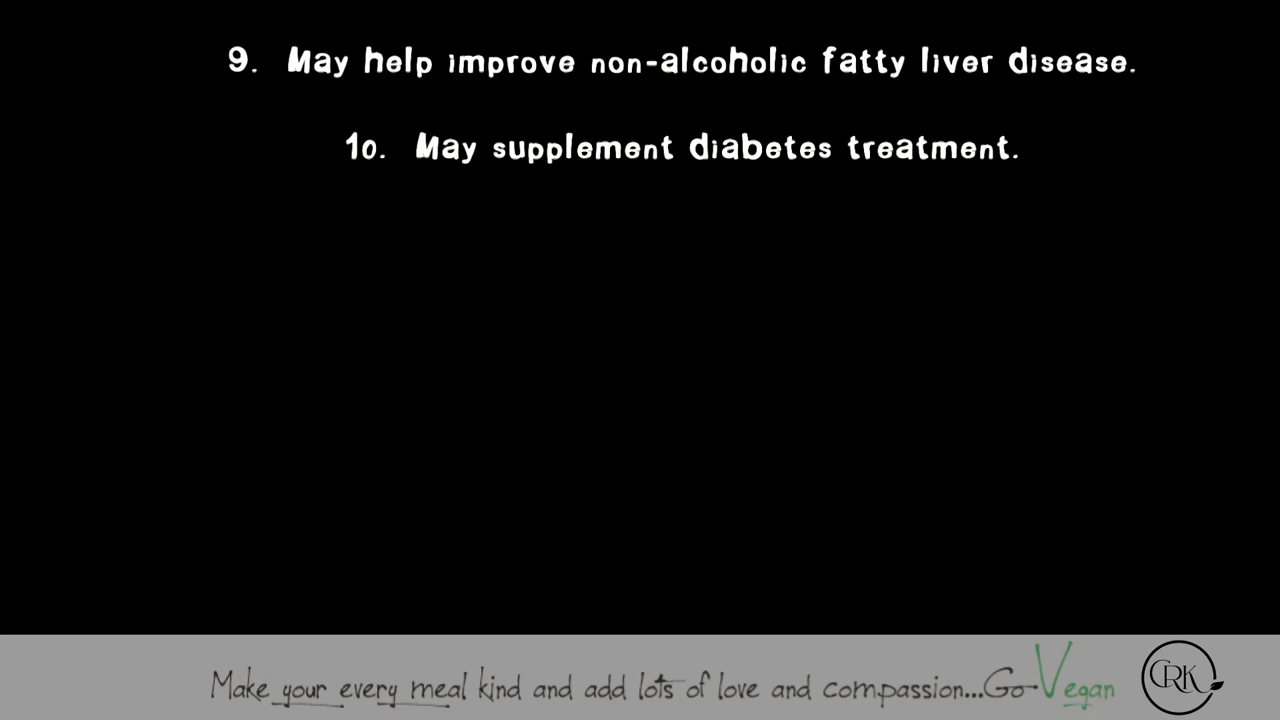 9. May help improve non-alcoholic fatty liver disease.
10. May supplement diabetes treatment.
Make your every meal kind and add lots of love and compassion...Go Vegan
CRK